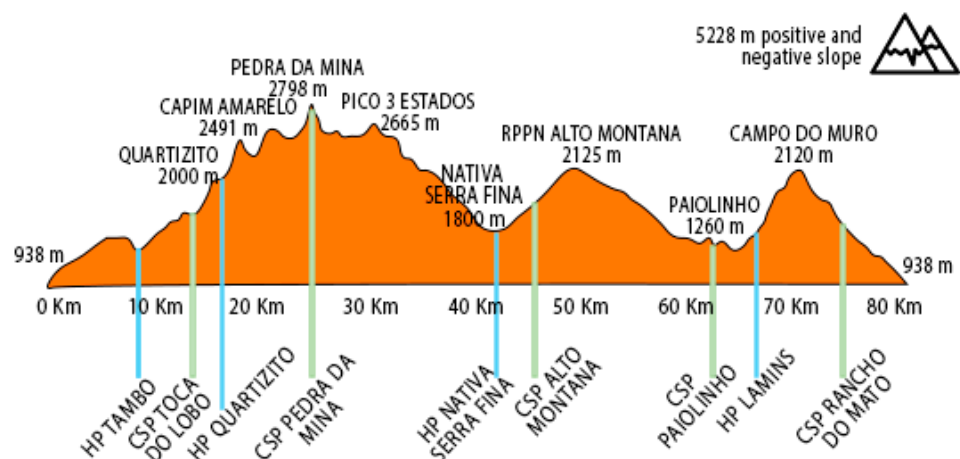 5228 m positive and
negative slope
PEDRA DA MINA
2798 m
CAPIM AMARELO
2491 m
PICO 3 ESTADOS
2665 m
QUARTIZITO
2000 m
NATIVA
SERRA FINA
1800 m
RPPN ALTO MONTANA
2125 m
CAMPO DO MURO
2120 m
PAIOLINHO
1260 m
938 m
938 m
0 Km
10 Km
20 Km
30 Km
40 Km
50 Km
60 Km
70 Km
80 Km
HP TAMBO
CSP TOCA
DO LOBO
HP QUARTIZITO
CSP PEDRA DA
MINA
HP NATIVA
SERRA FINA
CSP ALTO
MONTANA
CSP
PAIOLINHO
HP LAMINS
CSP RANCHO
DO MATO